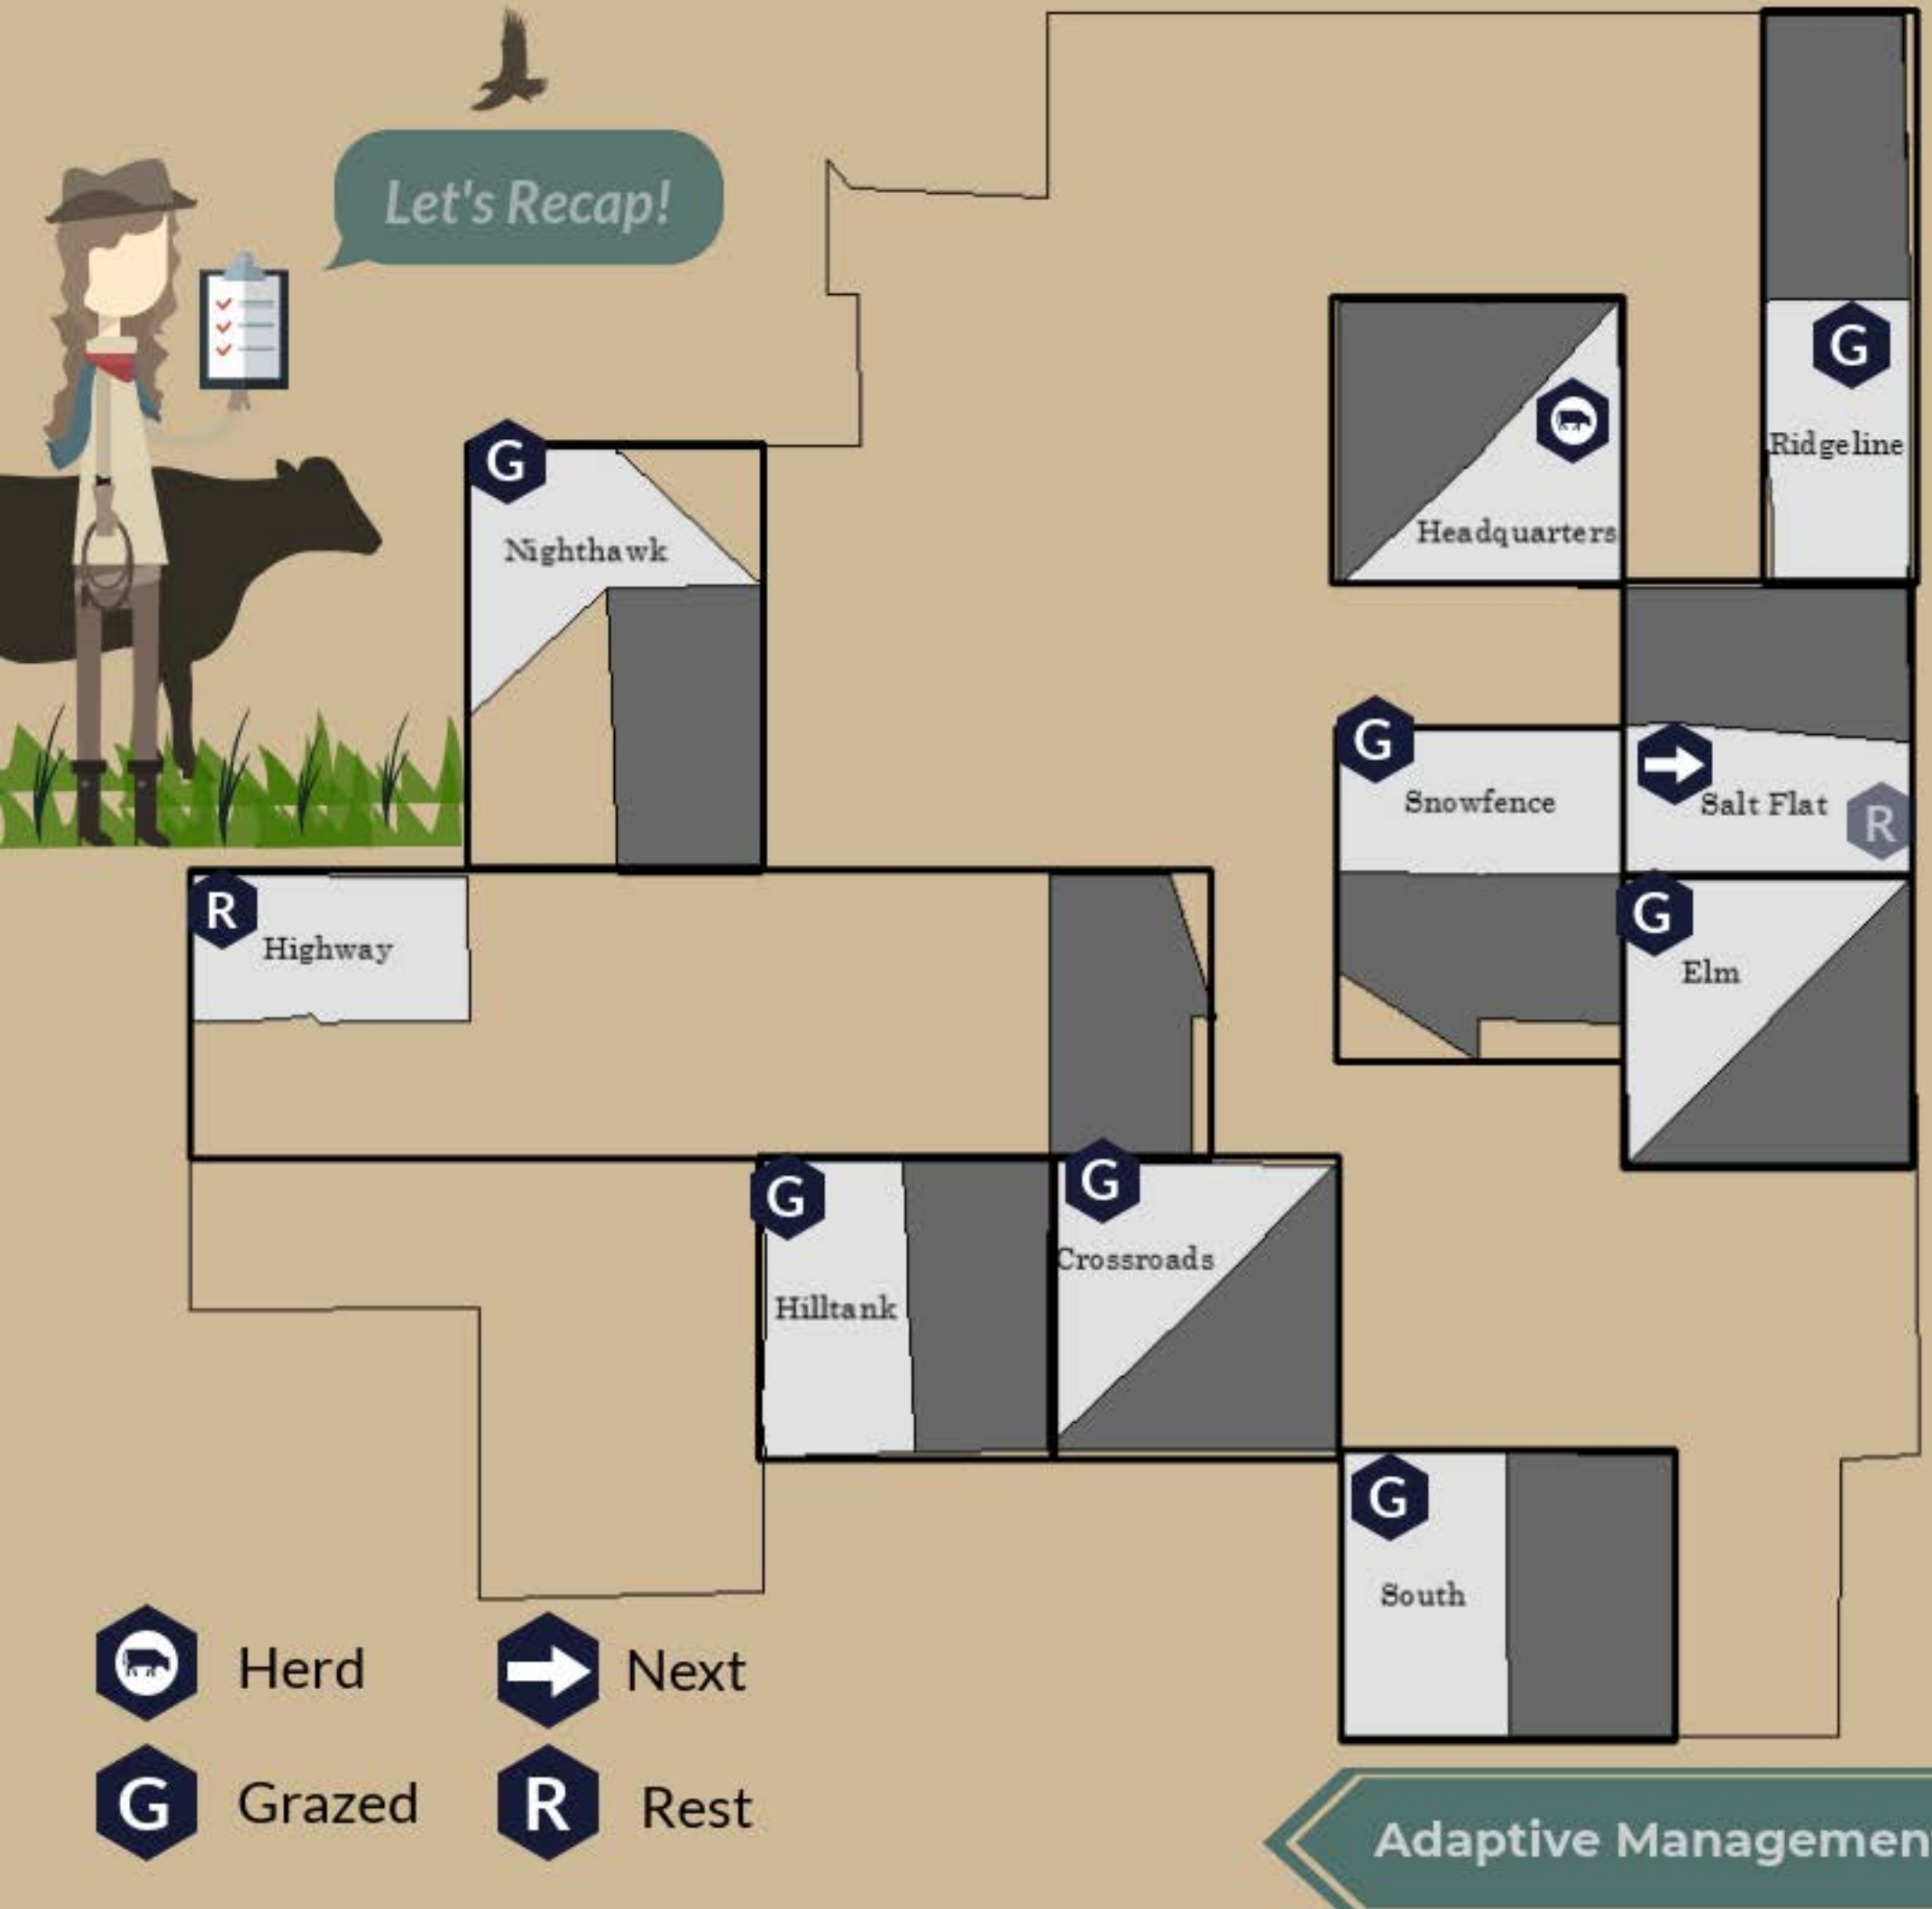 Let's Recap!
G
Ridgeline
Headquarters
G
Nighthawk
G
Snowfence
Salt Flat
R
R
Highway
G
Elm
G
Hilltank
G
Crossroads
G
South
Herd
Next
G Grazed
R Rest
Adaptive Managemen